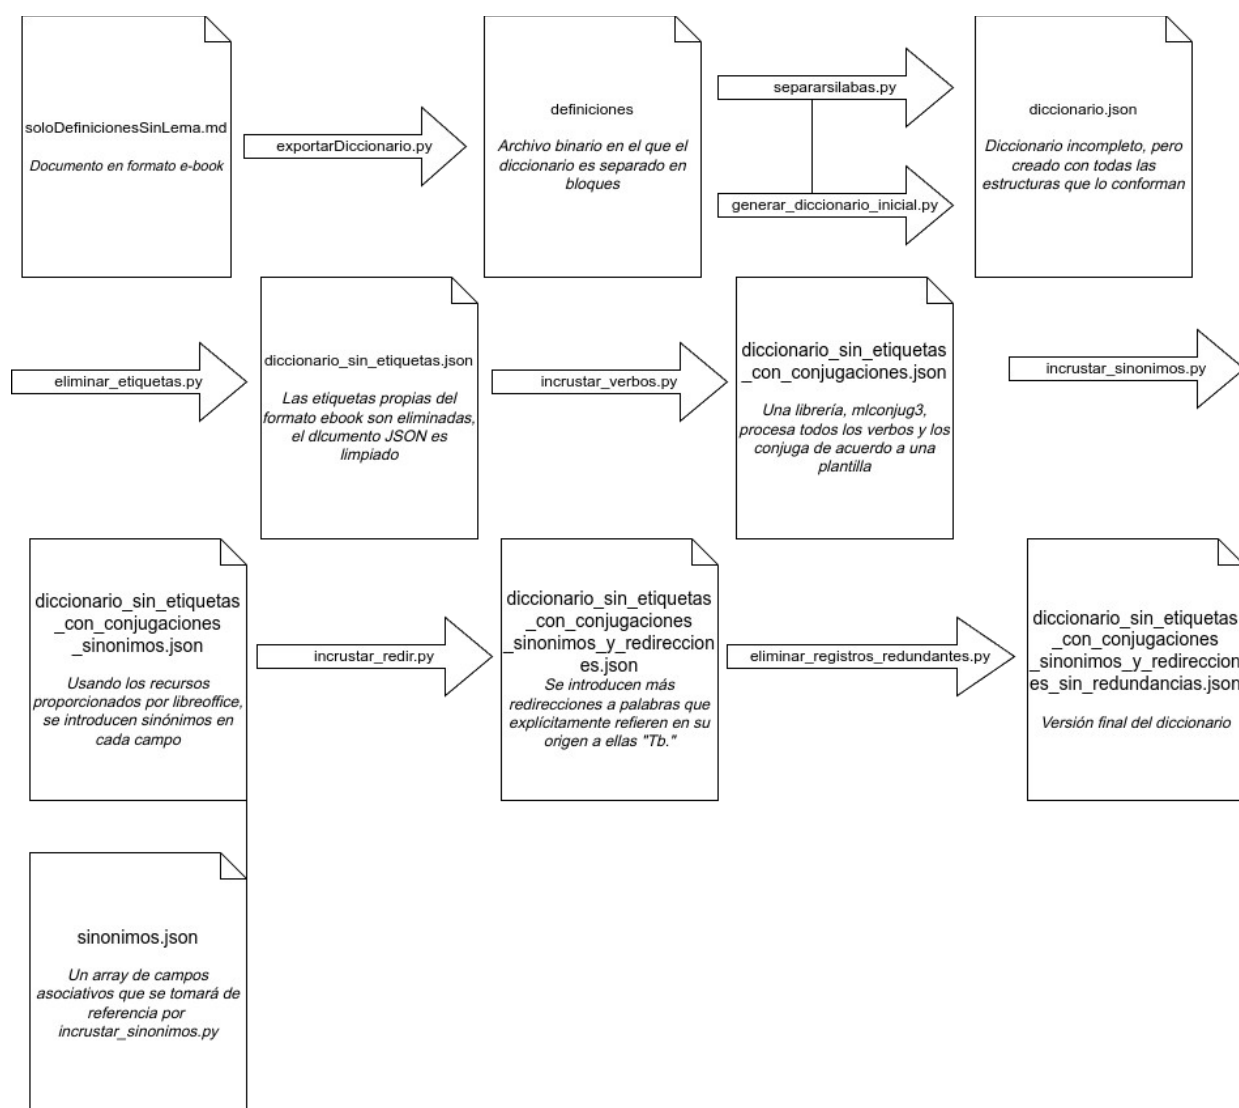 soloDefinicionesSinLema.md
Documento en formato e-book
exportarDiccionario.py
definiciones
Archivo binario en el que el
diccionario es separado en
bloques
separarsilabas.py
generar_diccionario_inicial.py
diccionario.json
Diccionario incompleto, pero
creado con todas las
estructuras que lo conforman
eliminar_etiquetas.py
diccionario_sin_etiquetas.json
Las etiquetas propias del
formato ebook son eliminadas,
el dlcumento JSON es
limpiado
incrustar_verbos.py
diccionario_sin_etiquetas
_con_conjugaciones.json
Una librería, mlconjug3,
procesa todos los verbos y los
conjuga de acuerdo a una
plantilla
incrustar_sinonimos.py
diccionario_sin_etiquetas
_con_conjugaciones
_sinonimos.json
Usando los recursos
proporcionados por libreoffice,
se introducen sinónimos en
cada campo
incrustar_redir.py
diccionario_sin_etiquetas
_con_conjugaciones
_sinonimos_y_redireccion
es.json
Se introducen más
redirecciones a palabras que
explícitamente refieren en su
origen a ellas "Tb."
eliminar_registros_redundantes.py
diccionario_sin_etiquetas
_con_conjugaciones
_sinonimos_y_redireccion
es_sin_redundancias.json
Versión final del diccionario
sinonimos.json
Un array de campos
asociativos que se tomará de
referencia por
incrustar_sinonimos.py